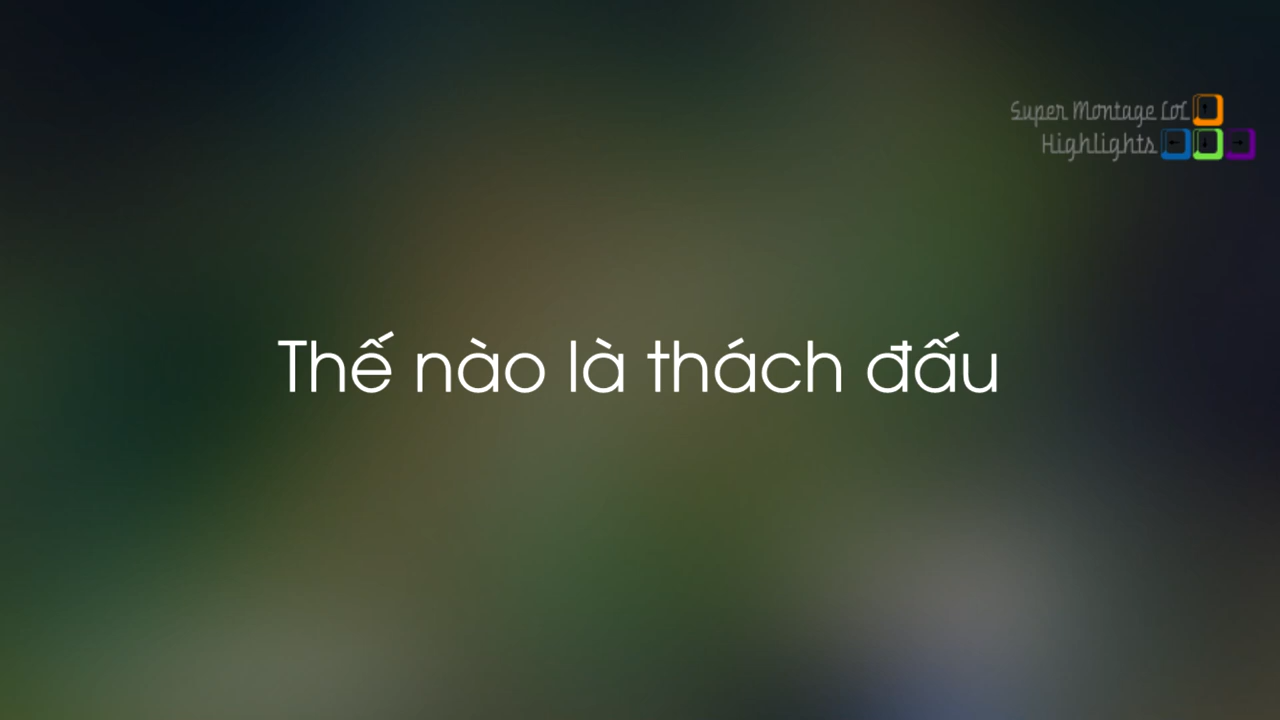 Super Montage LoL
Highlights
Thế nào là thách đấu